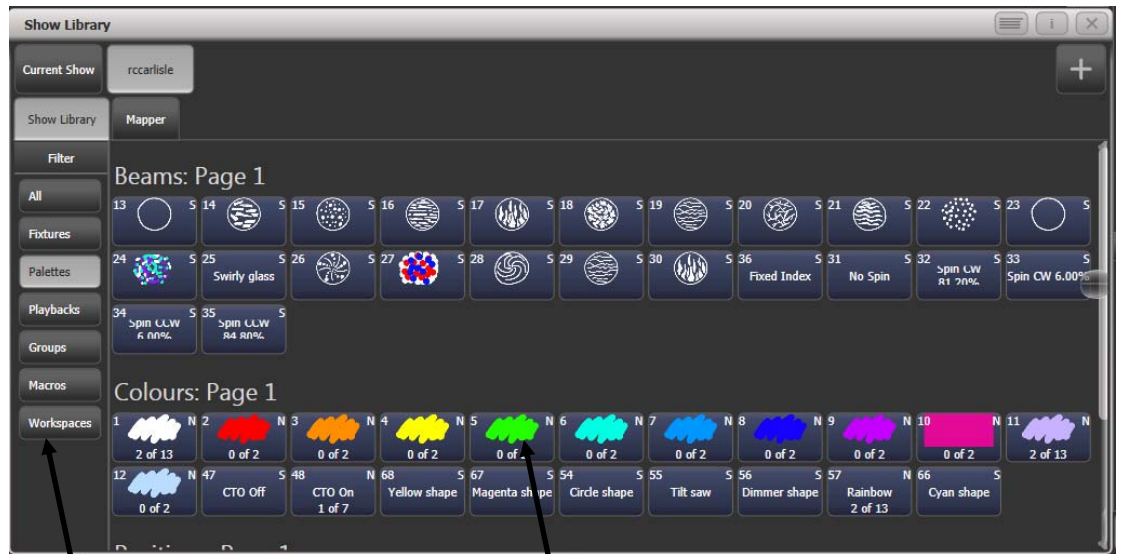 Show Library
i
Current Show
rccarlisle
Show Library
Mapper
Filter
All
Fixtures
Palettes
Playbacks
Groups
Macros
Workspaces
Beams: Page 1
13 S 14 S 15 S 16 S 17 S 18 S 19 S 20 S 21 S 22 S 23 S
24 S 25 S 26 S 27 S 28 S 29 S 30 S 36 S 31 S 32 S 33 S
Swirly glass Fixed Index No Spin Spin CW 81.20% Spin CW 6.00%
34 S 35 S
Spin CCW 6.00% Spin CCW 84.80%
Colours: Page 1
1 N 2 N 3 N 4 N 5 N 6 N 7 N 8 N 9 N 10 N 11 N
2 of 13 0 of 2 0 of 2 0 of 2 0 of 0 of 2 0 of 2 0 of 2 0 of 2 0 of 2 2 of 13
12 N 47 S 48 N 68 S 67 S 54 S 55 S 56 S 57 N 66 S
0 of 2 CTO Off CTO On 1 of 7 Yellow shape Magenta shape Circle shape Tilt saw Dimmer shape Rainbow 2 of 13 Cyan shape